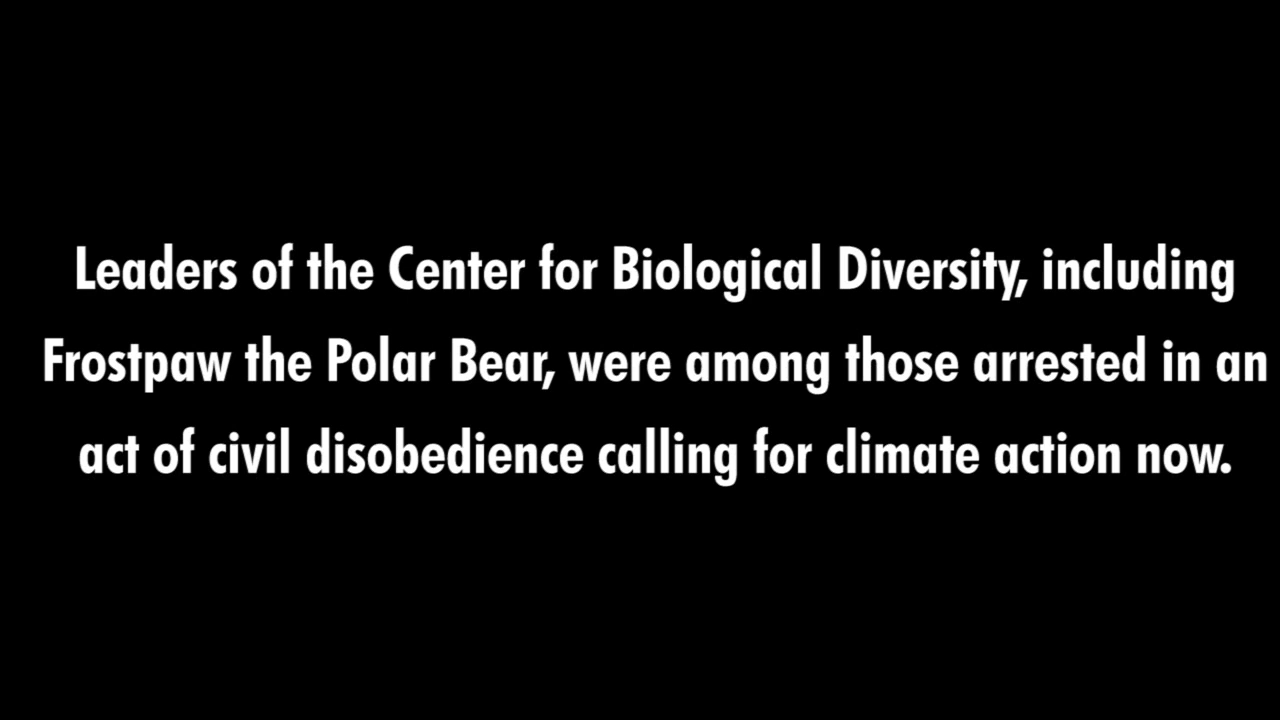 Leaders of the Center for Biological Diversity, including
Frostpaw the Polar Bear, were among those arrested in an
act of civil disobedience calling for climate action now.